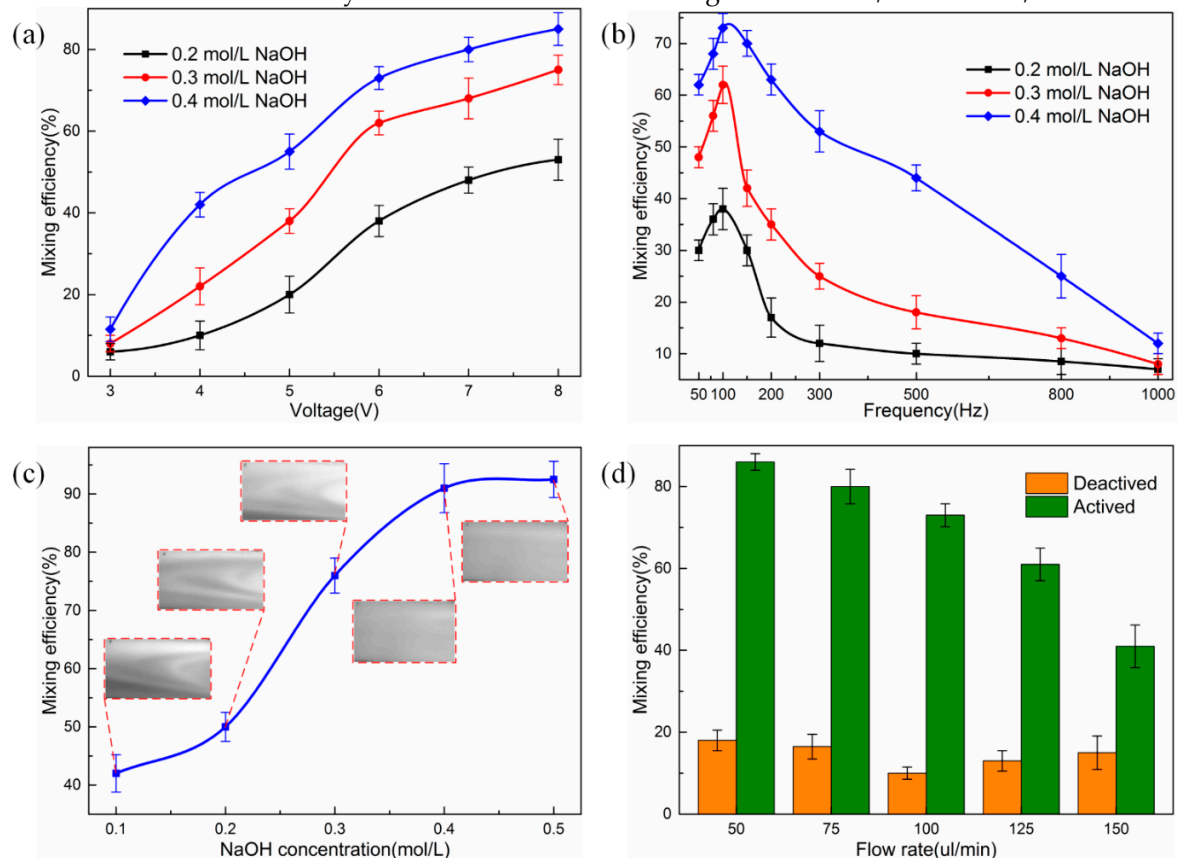 (a)
0.2 mol/L NaOH
0.3 mol/L NaOH
0.4 mol/L NaOH
Mixing efficiency(%)
80
60
40
20
0
3 4 5 6 7 8
Voltage(V)
(b)
0.2 mol/L NaOH
0.3 mol/L NaOH
0.4 mol/L NaOH
Mixing efficiency(%)
70
60
50
40
30
20
10
50 100 200 300 500 800 1000
Frequency(Hz)
(c)
Mixing efficiency(%)
90
80
70
60
50
40
0.1 0.2 0.3 0.4 0.5
NaOH concentration(mol/L)
(d)
Deactived
Actived
Mixing efficiency(%)
80
60
40
20
0
50 75 100 125 150
Flow rate(ul/min)